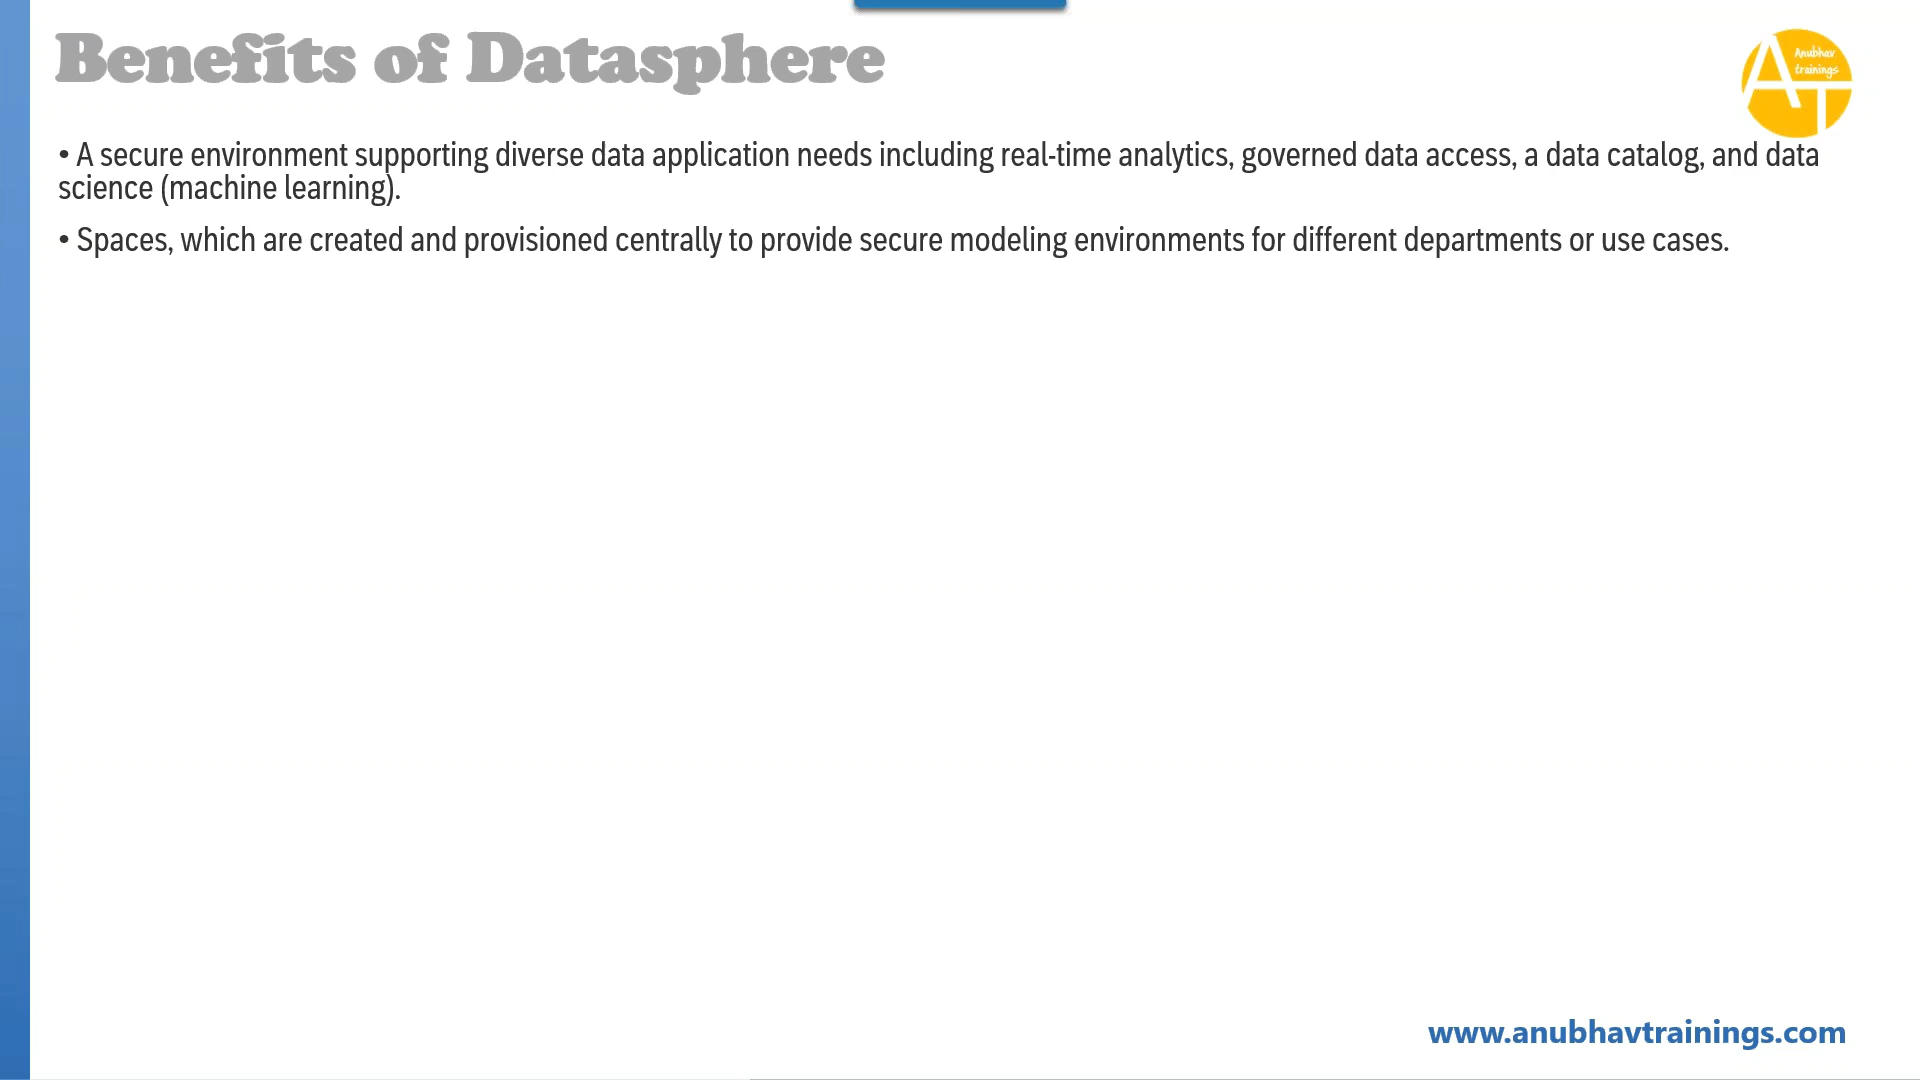 Benefits of Datasphere
Anubhav
trainings
AT
• A secure environment supporting diverse data application needs including real-time analytics, governed data access, a data catalog, and data
science (machine learning).
• Spaces, which are created and provisioned centrally to provide secure modeling environments for different departments or use cases.
www.anubhavtrainings.com